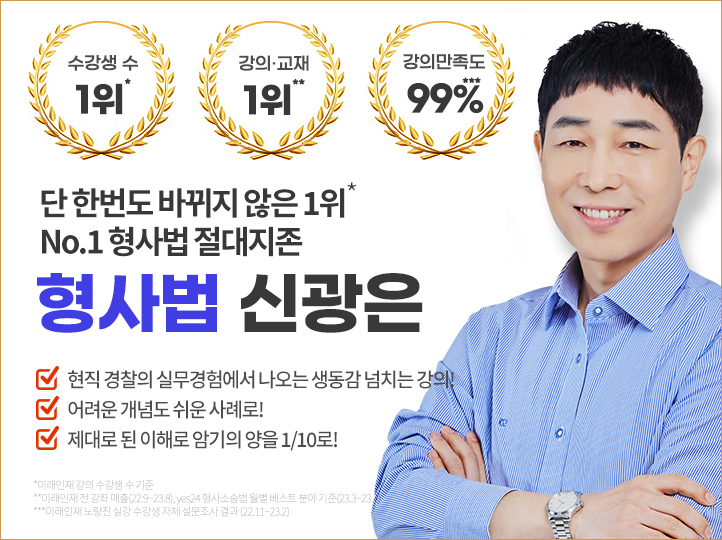 수강생 수
1위*
강의·교재
1위**
강의만족도
99%***
단 한번도 바뀌지 않은 1위*
No.1 형사법 절대지존
형사법 신광은
현직 경찰의 실무경험에서 나오는 생동감 넘치는 강의!
어려운 개념도 쉬운 사례로!
제대로 된 이해로 암기의 양을 1/10로!
*미래인재 강의 수강생 수 기준
**미래인재 전 강좌 매출(22.9~23.8), yes24 형사소송법 월별 베스트 분야 기준(23.3~23
***미래인재 노량진 실강 수강생 자체 설문조사 결과 (22.11~23.2)